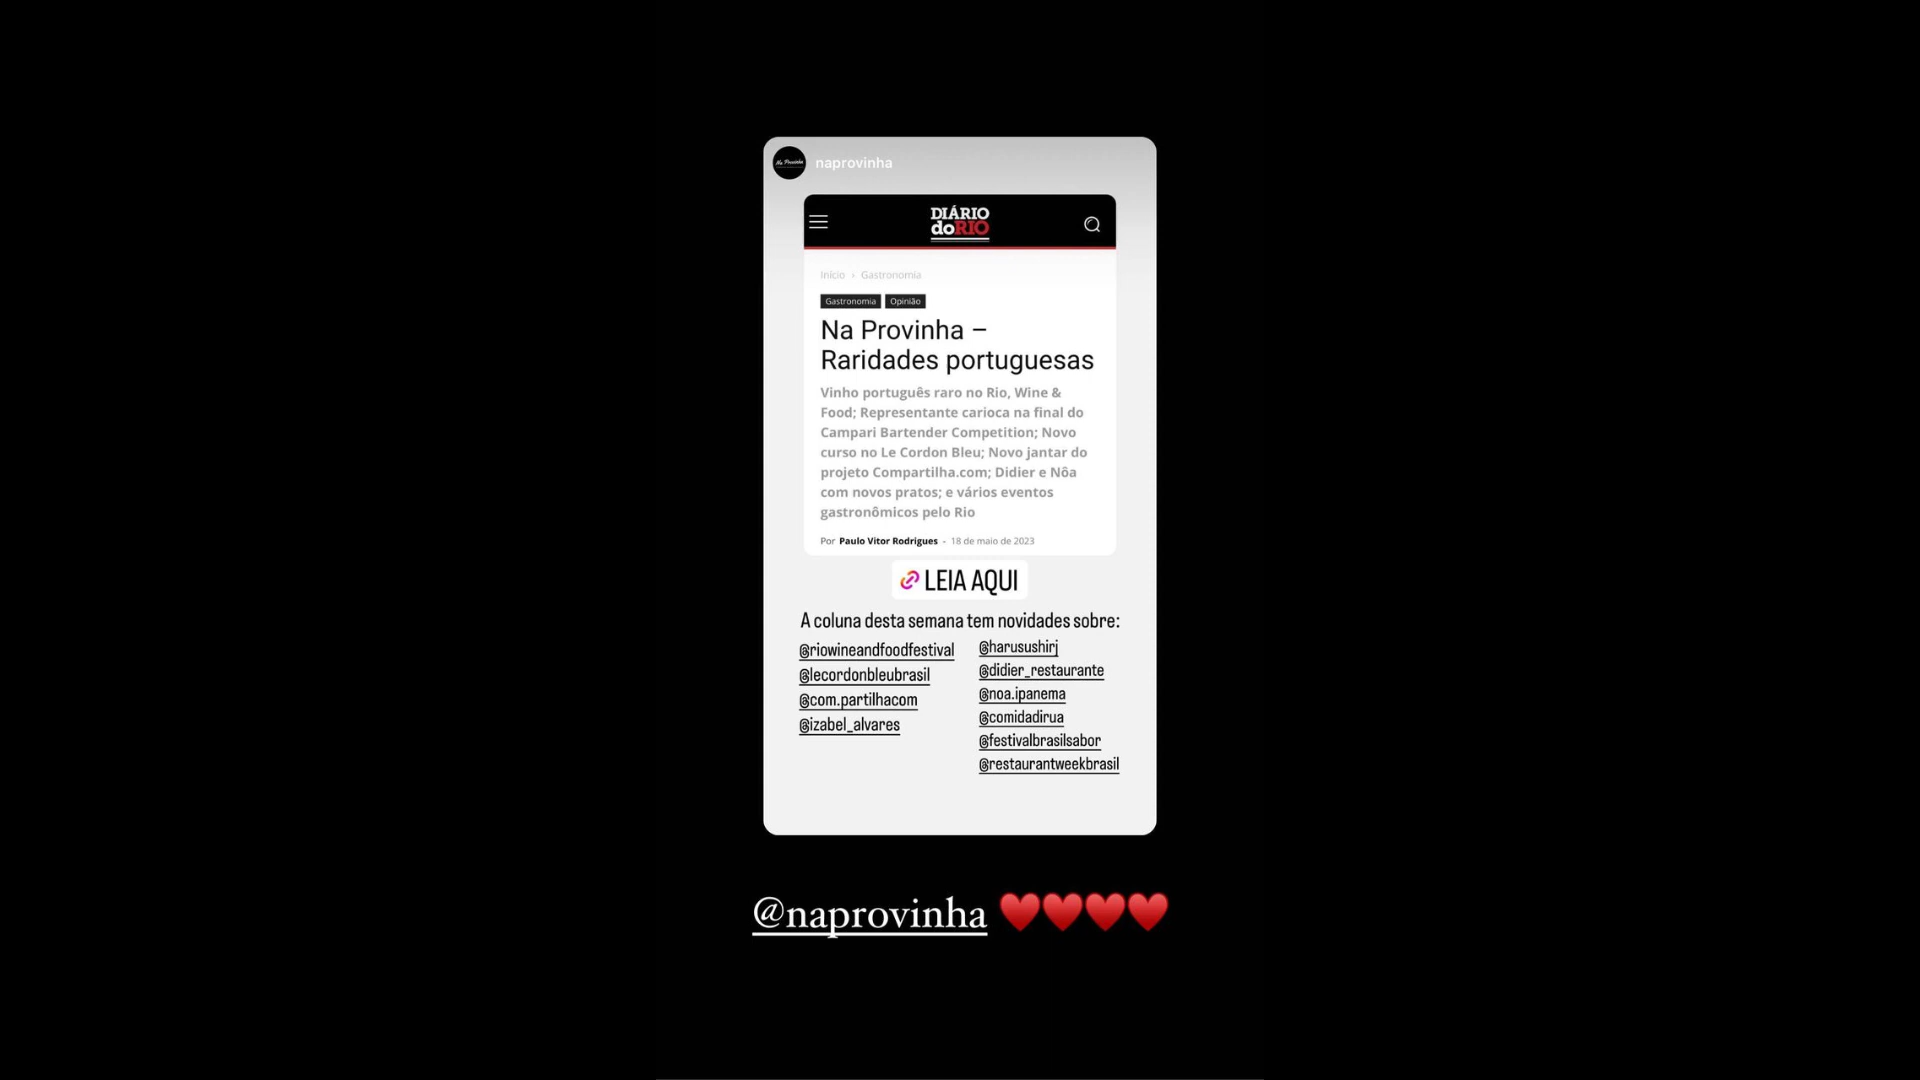 Na Provinha
naprovinha
DIÁRIO
doRIO
Início › Gastronomia
Gastronomia Opinião
Na Provinha –
Raridades portuguesas
Vinho português raro no Rio, Wine &
Food; Representante carioca na final do
Campari Bartender Competition; Novo
curso no Le Cordon Bleu; Novo jantar do
projeto Compartilha.com; Didier e Nôa
com novos pratos; e vários eventos
gastronômicos pelo Rio
Por Paulo Vitor Rodrigues - 18 de maio de 2023
LEIA AQUI
A coluna desta semana tem novidades sobre:
@riowineandfoodfestival
@lecordonbleubrasil
@com.partilhacom
@izabel_alvares
@harusushirj
@didier_restaurante
@noa.ipanema
@comidadirua
@festivalbrasilsabor
@restaurantweekbrasil
@naprovinha ♥️♥️♥️♥️